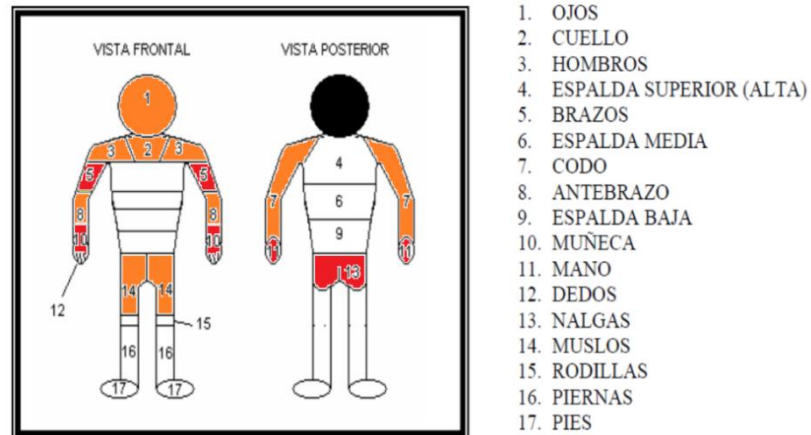 VISTA FRONTAL
VISTA POSTERIOR
1
3 2 3
5 5
8 8
10 10
12
14 14
15
16 16
17 17
4
6
7 7
9
11 11
13
1. OJOS
2. CUELLO
3. HOMBROS
4. ESPALDA SUPERIOR (ALTA)
5. BRAZOS
6. ESPALDA MEDIA
7. CODO
8. ANTEBRAZO
9. ESPALDA BAJA
10. MUÑECA
11. MANO
12. DEDOS
13. NALGAS
14. MUSLOS
15. RODILLAS
16. PIERNAS
17. PIES